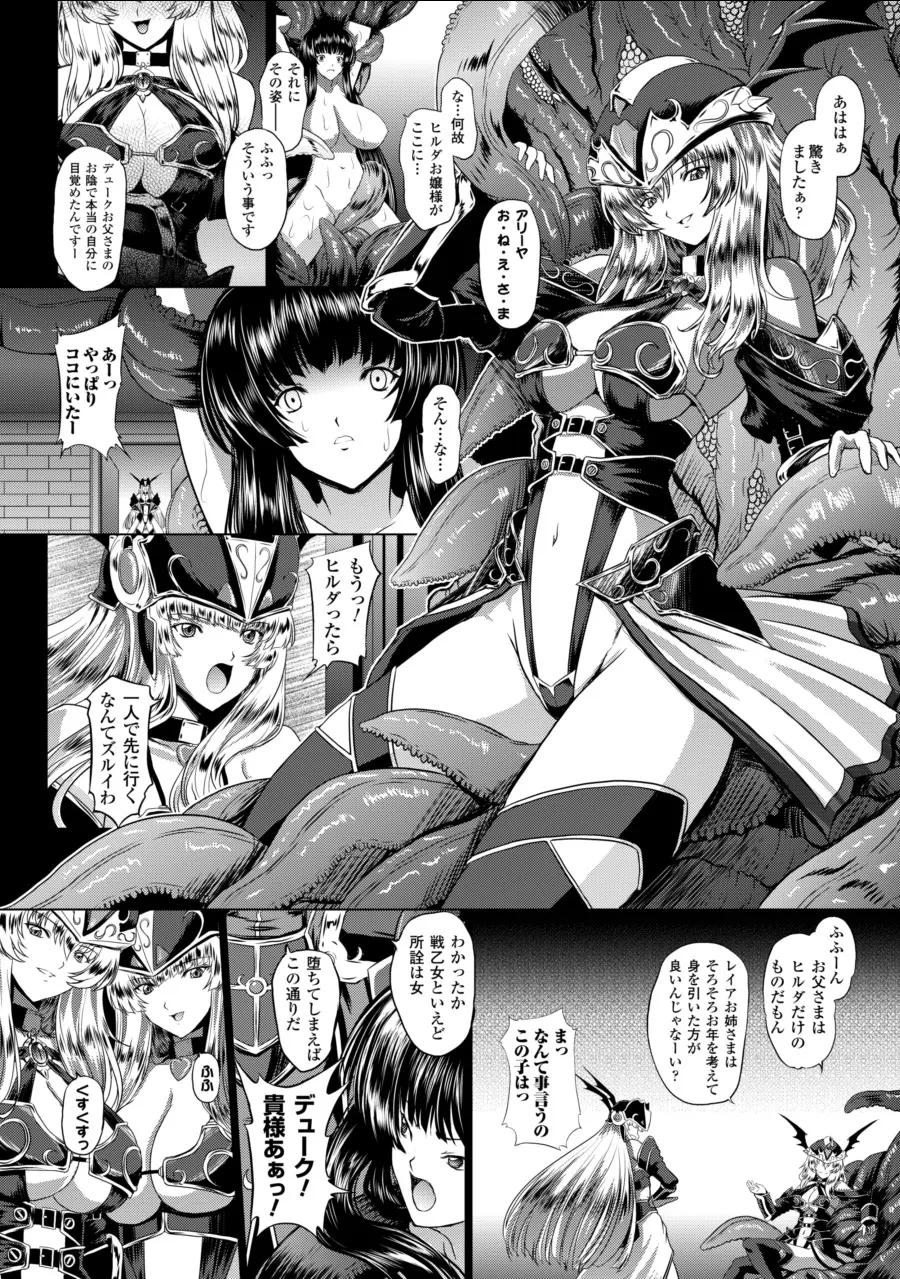 あははぁ
驚き
ましたぁ？
アリーヤ
お・ね・え・さ・ま
な…何故
ヒルダお嬢様が
ここに…
それに
その姿ー
ふふっ
そういう事です
デュークお父さまの
お陰で本当の自分に
目覚めたんですー
そん…な…
あーっ
やっぱり
ココにいたー
もうっ！
ヒルダったら
一人で先に行く
なんてズルイわ
ふふーん
お父さまは
ヒルダだけの
ものだもん
レイアお姉さまは
そろそろお年を考えて
身を引いた方が
良いんじゃなーい？
まっ
なんて事言うの
この子はっ
わかったか
戦乙女といえど
所詮は女
堕ちてしまえば
この通りだ
デューク！
貴様あぁっ！
ふふ
くすくすっ